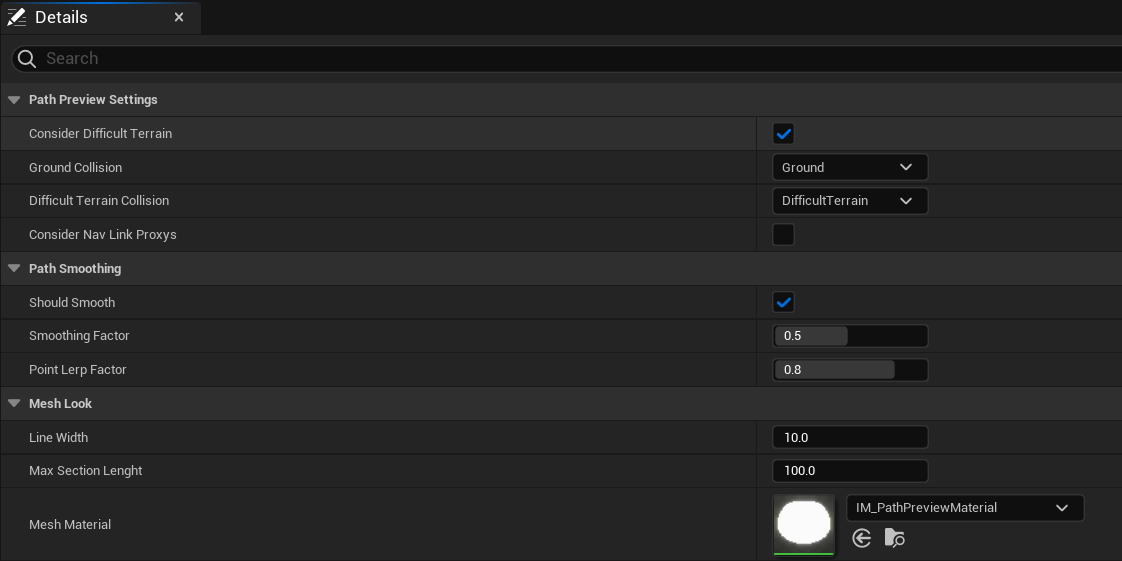 Details
Search
Path Preview Settings
Consider Difficult Terrain
Ground Collision Ground
Difficult Terrain Collision DifficultTerrain
Consider Nav Link Proxys
Path Smoothing
Should Smooth
Smoothing Factor 0.5
Point Lerp Factor 0.8
Mesh Look
Line Width 10.0
Max Section Lenght 100.0
Mesh Material IM_PathPreviewMaterial